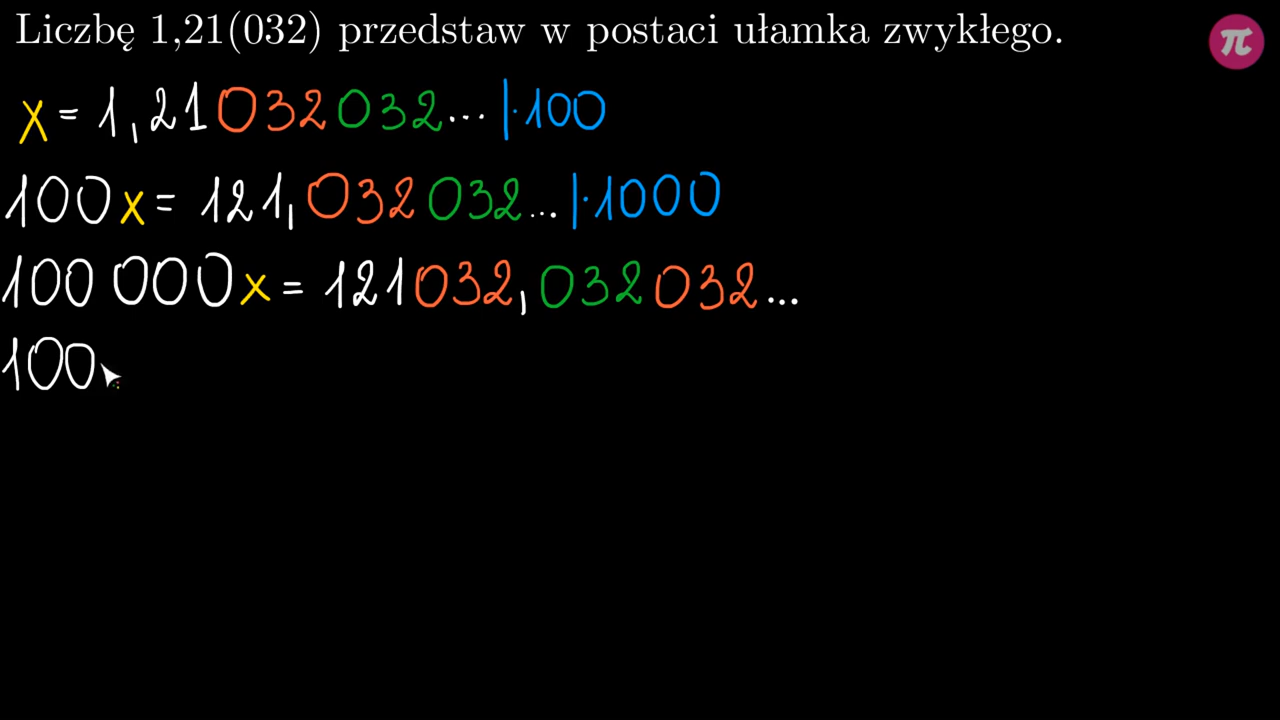 Liczbę 1,21(032) przedstaw w postaci ułamka zwykłego.
π
x = 1,21032032... |·100
100x = 121,032032... |·1000
100 000x = 121032,032032...
100